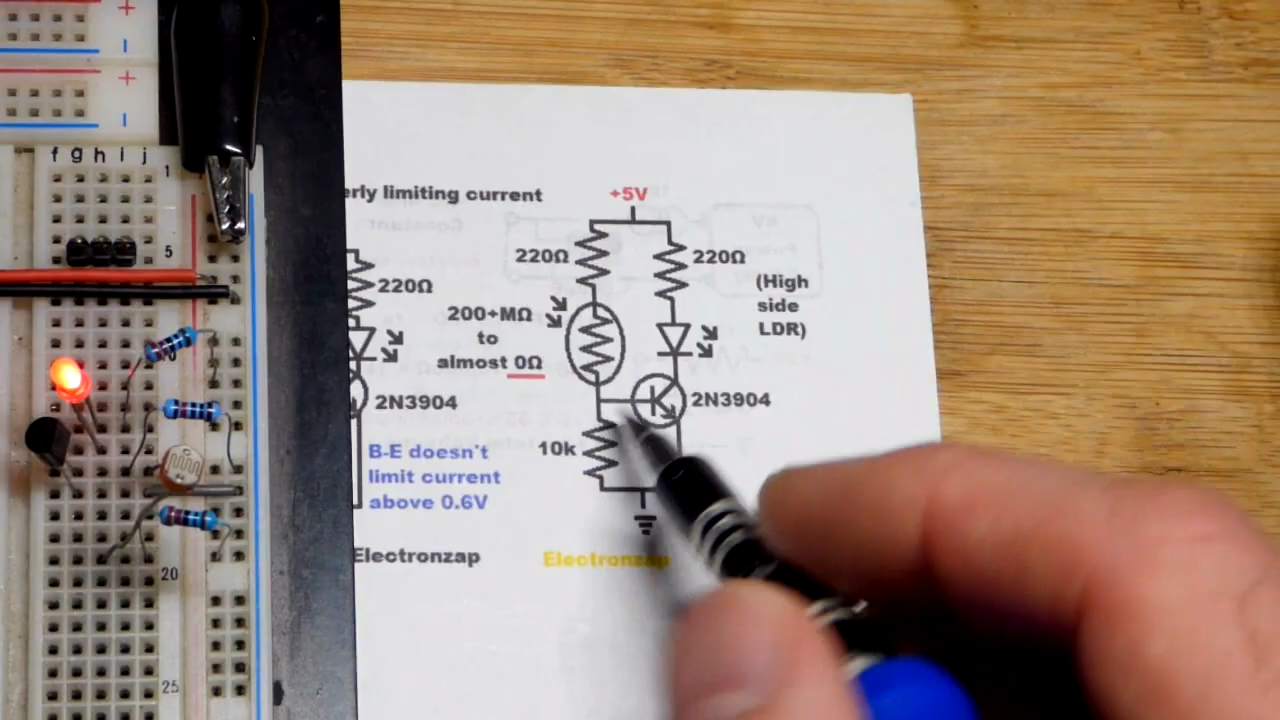 +
+
f g h i j
1
5
20
25
erly limiting current
220Ω
2N3904
B-E doesn't
limit current
above 0.6V
Electronzap
+5V
220Ω
220Ω
200+MΩ
to
almost 0Ω
(High
side
LDR)
2N3904
10k
Electronzap